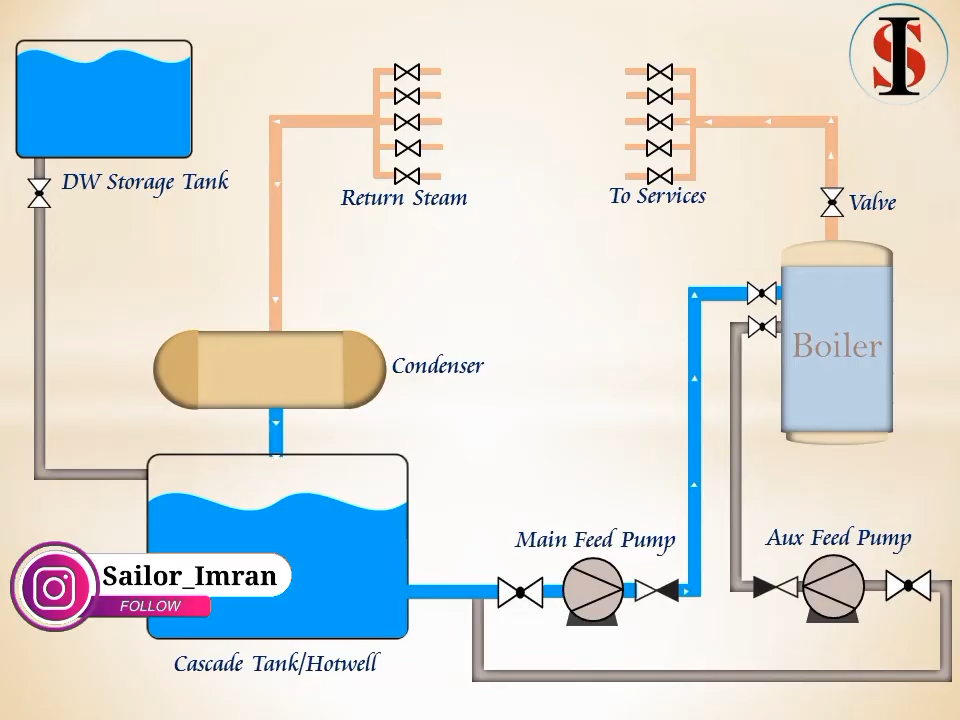 IS
DW Storage Tank
Return Steam
To Services
Valve
Boiler
Condenser
Main Feed Pump
Aux Feed Pump
Sailor_Imran
FOLLOW
Cascade Tank/Hotwell